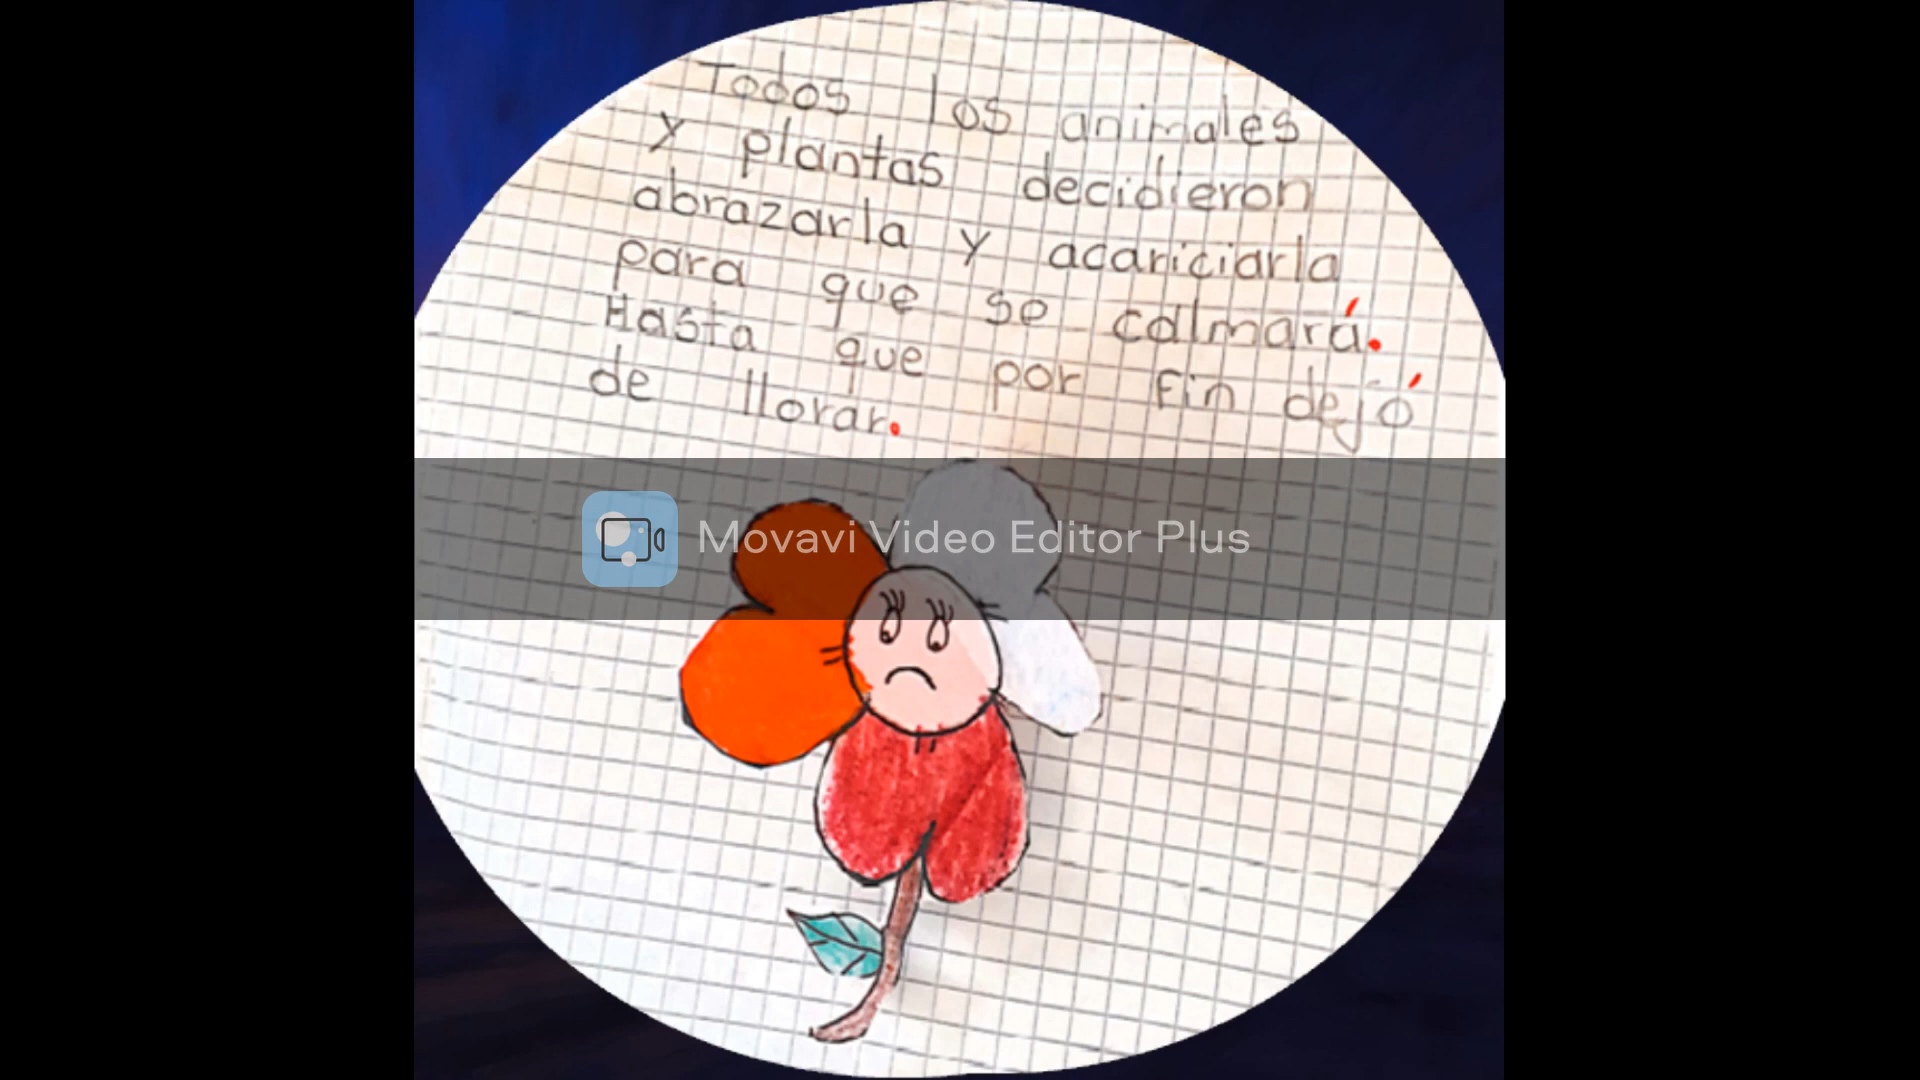 Todos los animales
y plantas decidieron
abrazarla y acariciarla
para que se calmará.
Hasta que por fin dejó
de llorar.
Movavi Video Editor Plus